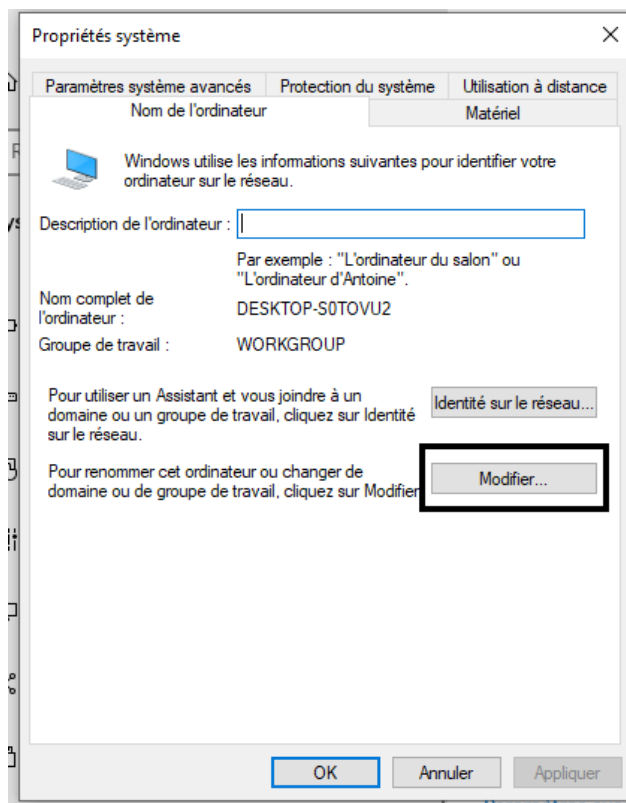 Propriétés système
Paramètres système avancés
Protection du système
Utilisation à distance
Nom de l'ordinateur
Matériel
Windows utilise les informations suivantes pour identifier votre
ordinateur sur le réseau.
Description de l'ordinateur :
Par exemple : "L'ordinateur du salon" ou
"L'ordinateur d'Antoine".
Nom complet de
l'ordinateur :
DESKTOP-S0TOVU2
Groupe de travail :
WORKGROUP
Pour utiliser un Assistant et vous joindre à un
domaine ou un groupe de travail, cliquez sur Identité
sur le réseau.
Identité sur le réseau...
Pour renommer cet ordinateur ou changer de
domaine ou de groupe de travail, cliquez sur Modifier
Modifier...
OK
Annuler
Appliquer